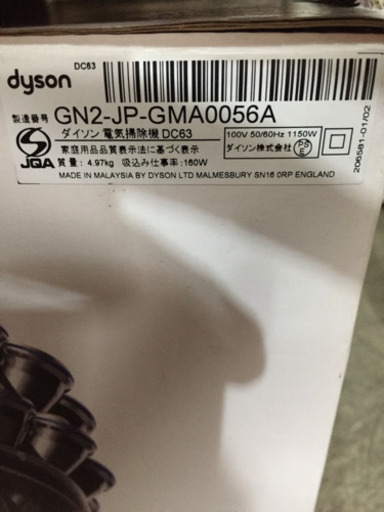 DC63
dyson
製造番号 GN2-JP-GMA0056A
JQA
ダイソン 電気掃除機 DC63
家庭用品品質表示法に基づく表示
質量:4.97kg 吸込み仕事率:160W
100V 50/60Hz 1150W
ダイソン株式会社
PSE
MADE IN MALAYSIA BY DYSON LTD MALMESBURY SN16 0RP ENGLAND
206581-01/02